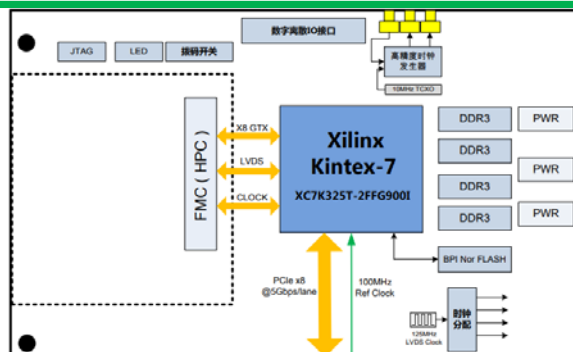 数字离散IO接口
JTAG
LED
拨码开关
高精度时钟
发生器
10MHz TCXO
FMC（HPC）
X8 GTX
LVDS
CLOCK
Xilinx
Kintex-7
XC7K325T-2FFG900I
DDR3
PWR
DDR3
DDR3
PWR
DDR3
PWR
BPI Nor FLASH
PCIe x8
@5Gbps/lane
100MHz
Ref Clock
时钟
分配
125MHz
LVDS Clock